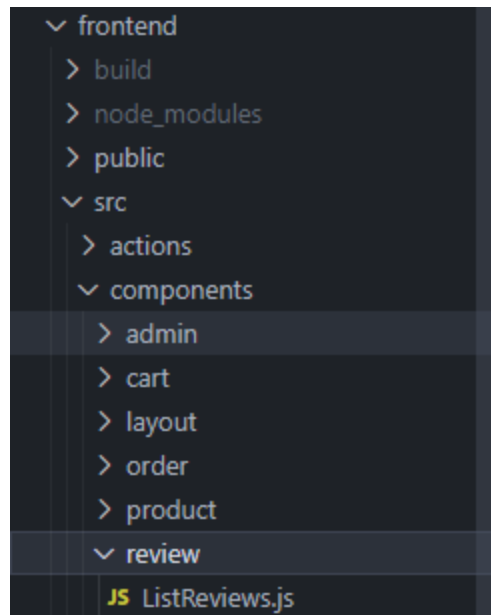 frontend
build
node_modules
public
src
actions
components
admin
cart
layout
order
product
review
JS ListReviews.js